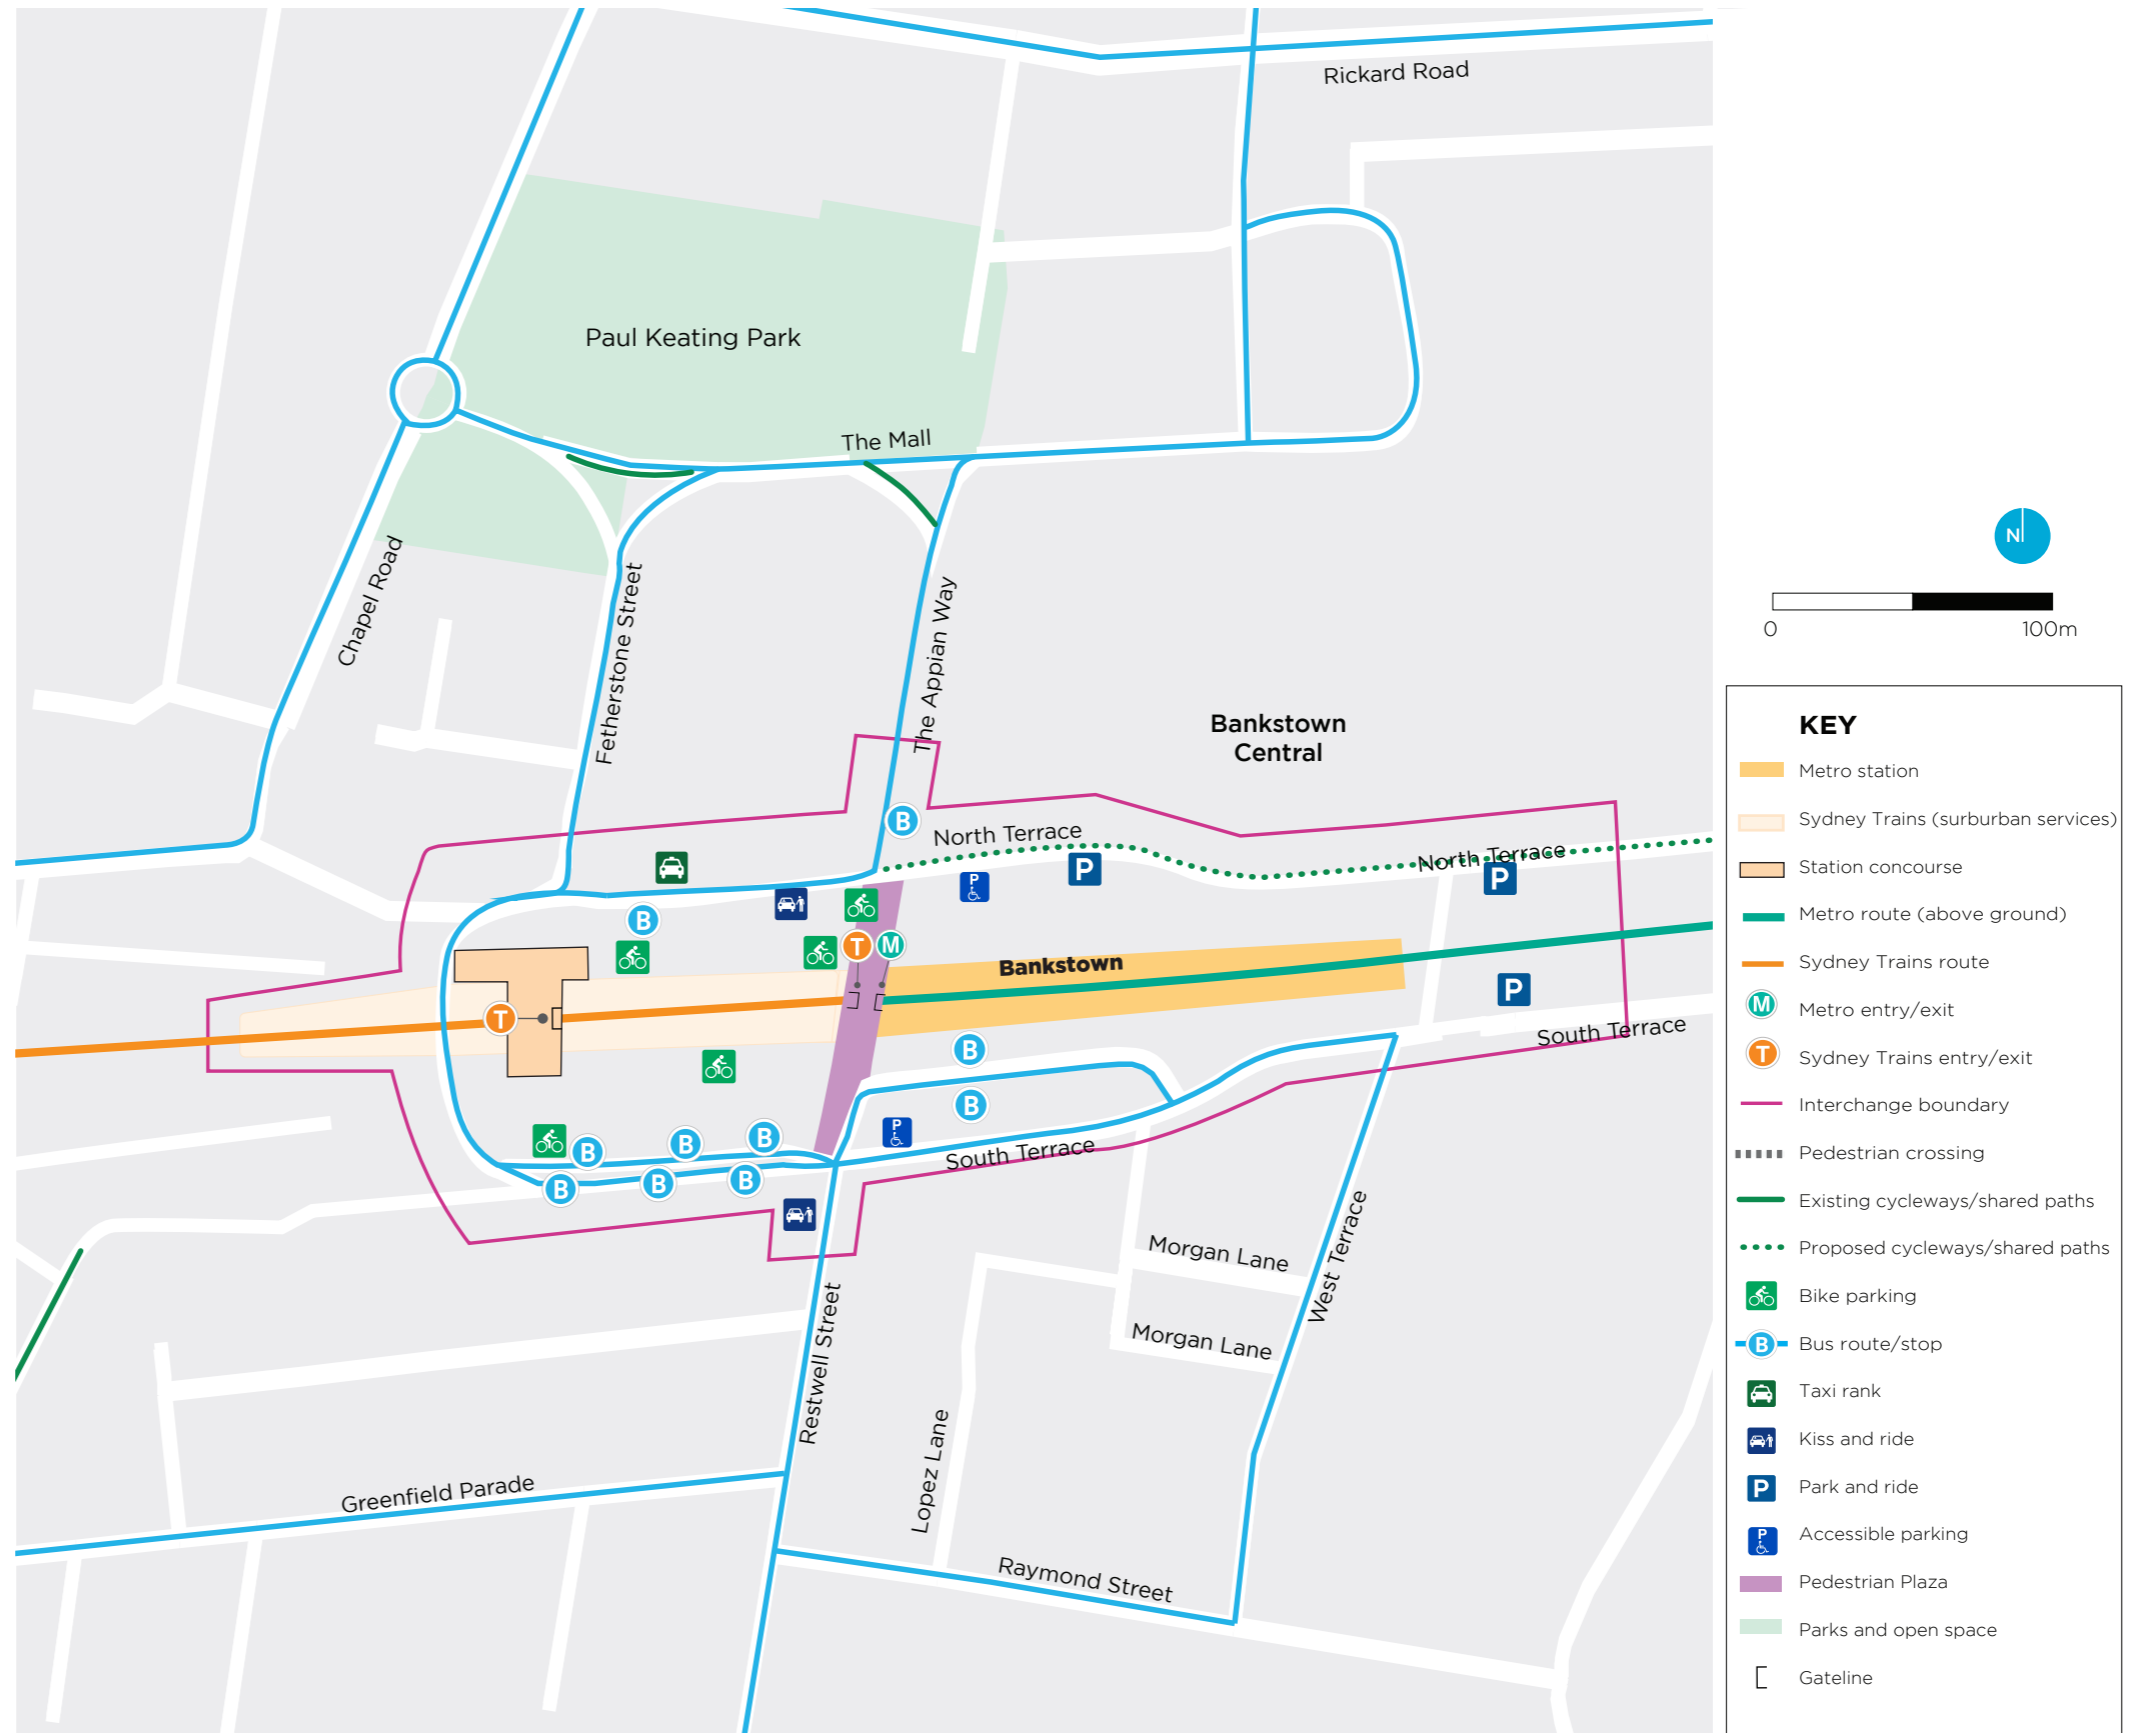 Rickard Road
Paul Keating Park
The Mall
Chapel Road
Fetherstone Street
The Appian Way
Bankstown
Central
B
North Terrace
P
P
North Terrace
P
B
T
M
Bankstown
P
T
South Terrace
B
B
P
B
B
B
South Terrace
B
B
B
Morgan Lane
West Terrace
Morgan Lane
Restwell Street
Lopez Lane
Greenfield Parade
Raymond Street
N
0
100m
KEY
Metro station
Sydney Trains (surburban services)
Station concourse
Metro route (above ground)
Sydney Trains route
M Metro entry/exit
T Sydney Trains entry/exit
Interchange boundary
Pedestrian crossing
Existing cycleways/shared paths
Proposed cycleways/shared paths
Bike parking
B Bus route/stop
Taxi rank
Kiss and ride
P Park and ride
P Accessible parking
Pedestrian Plaza
Parks and open space
Gateline